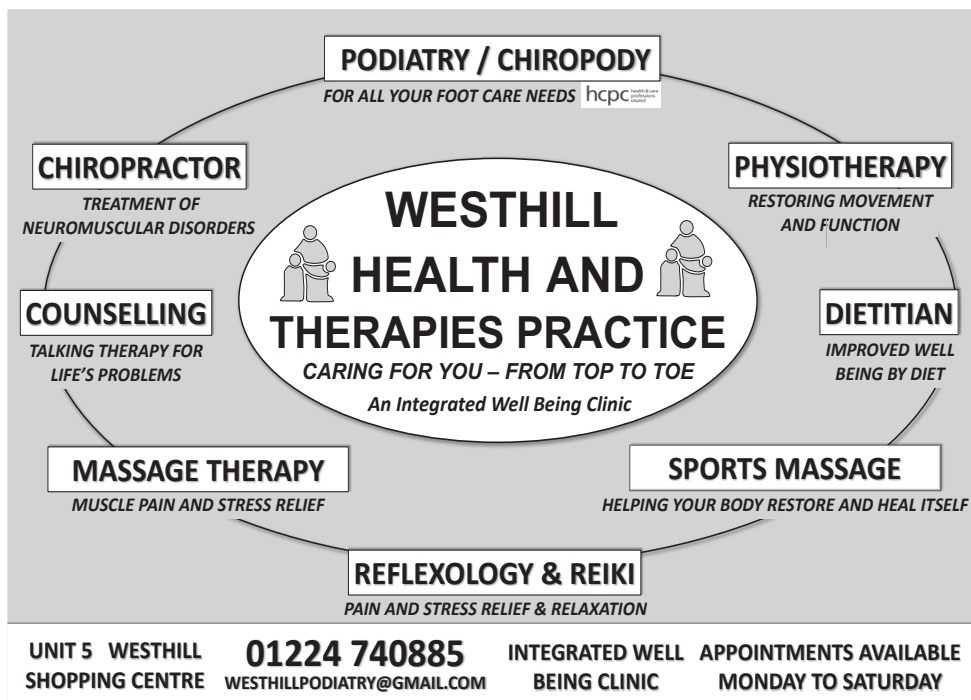 PODIATRY / CHIROPODY
FOR ALL YOUR FOOT CARE NEEDS
hcpc
health & care
professions
council
CHIROPRACTOR
TREATMENT OF
NEUROMUSCULAR DISORDERS
PHYSIOTHERAPY
RESTORING MOVEMENT
AND FUNCTION
WESTHILL
HEALTH AND
THERAPIES PRACTICE
CARING FOR YOU – FROM TOP TO TOE
An Integrated Well Being Clinic
COUNSELLING
TALKING THERAPY FOR
LIFE'S PROBLEMS
DIETITIAN
IMPROVED WELL
BEING BY DIET
MASSAGE THERAPY
MUSCLE PAIN AND STRESS RELIEF
SPORTS MASSAGE
HELPING YOUR BODY RESTORE AND HEAL ITSELF
REFLEXOLOGY & REIKI
PAIN AND STRESS RELIEF & RELAXATION
UNIT 5 WESTHILL
SHOPPING CENTRE
01224 740885
WESTHILLPODIATRY@GMAIL.COM
INTEGRATED WELL
BEING CLINIC
APPOINTMENTS AVAILABLE
MONDAY TO SATURDAY